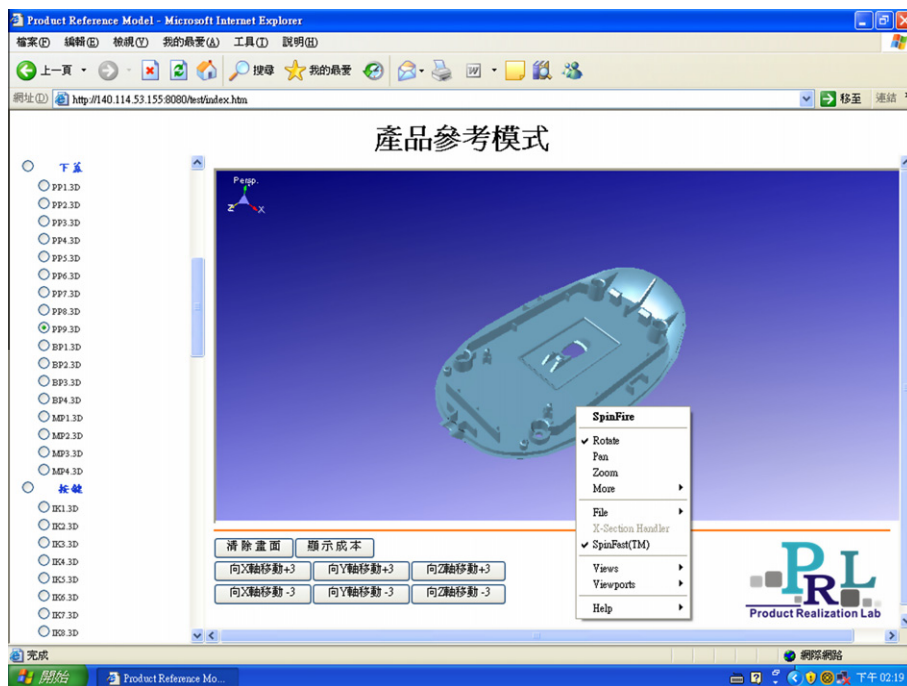 Product Reference Model - Microsoft Internet Explorer
檔案(F) 編輯(E) 檢視(V) 我的最愛(A) 工具(T) 說明(H)
上一頁 搜尋 我的最愛
網址(D) http://140.114.53.155:8080/test/index.htm 移至 連結
產品參考模式
下蓋
PP1.3D
PP2.3D
PP3.3D
PP4.3D
PP5.3D
PP6.3D
PP7.3D
PP8.3D
PP9.3D
BP1.3D
BP2.3D
BP3.3D
BP4.3D
MP1.3D
MP2.3D
MP3.3D
MP4.3D
按鍵
IK1.3D
IK2.3D
IK3.3D
IK4.3D
IK5.3D
IK6.3D
IK7.3D
IK8.3D
Persp.
Z X
SpinFire
Rotate
Pan
Zoom
More
File
X-Section Handler
SpinFast(TM)
Views
Viewports
Help
清除畫面 顯示成本
向X軸移動+3 向Y軸移動+3 向Z軸移動+3
向X軸移動 -3 向Y軸移動 -3 向Z軸移動 -3
PRL
Product Realization Lab
完成 網際網路
開始 Product Reference Mo... 下午 02:19